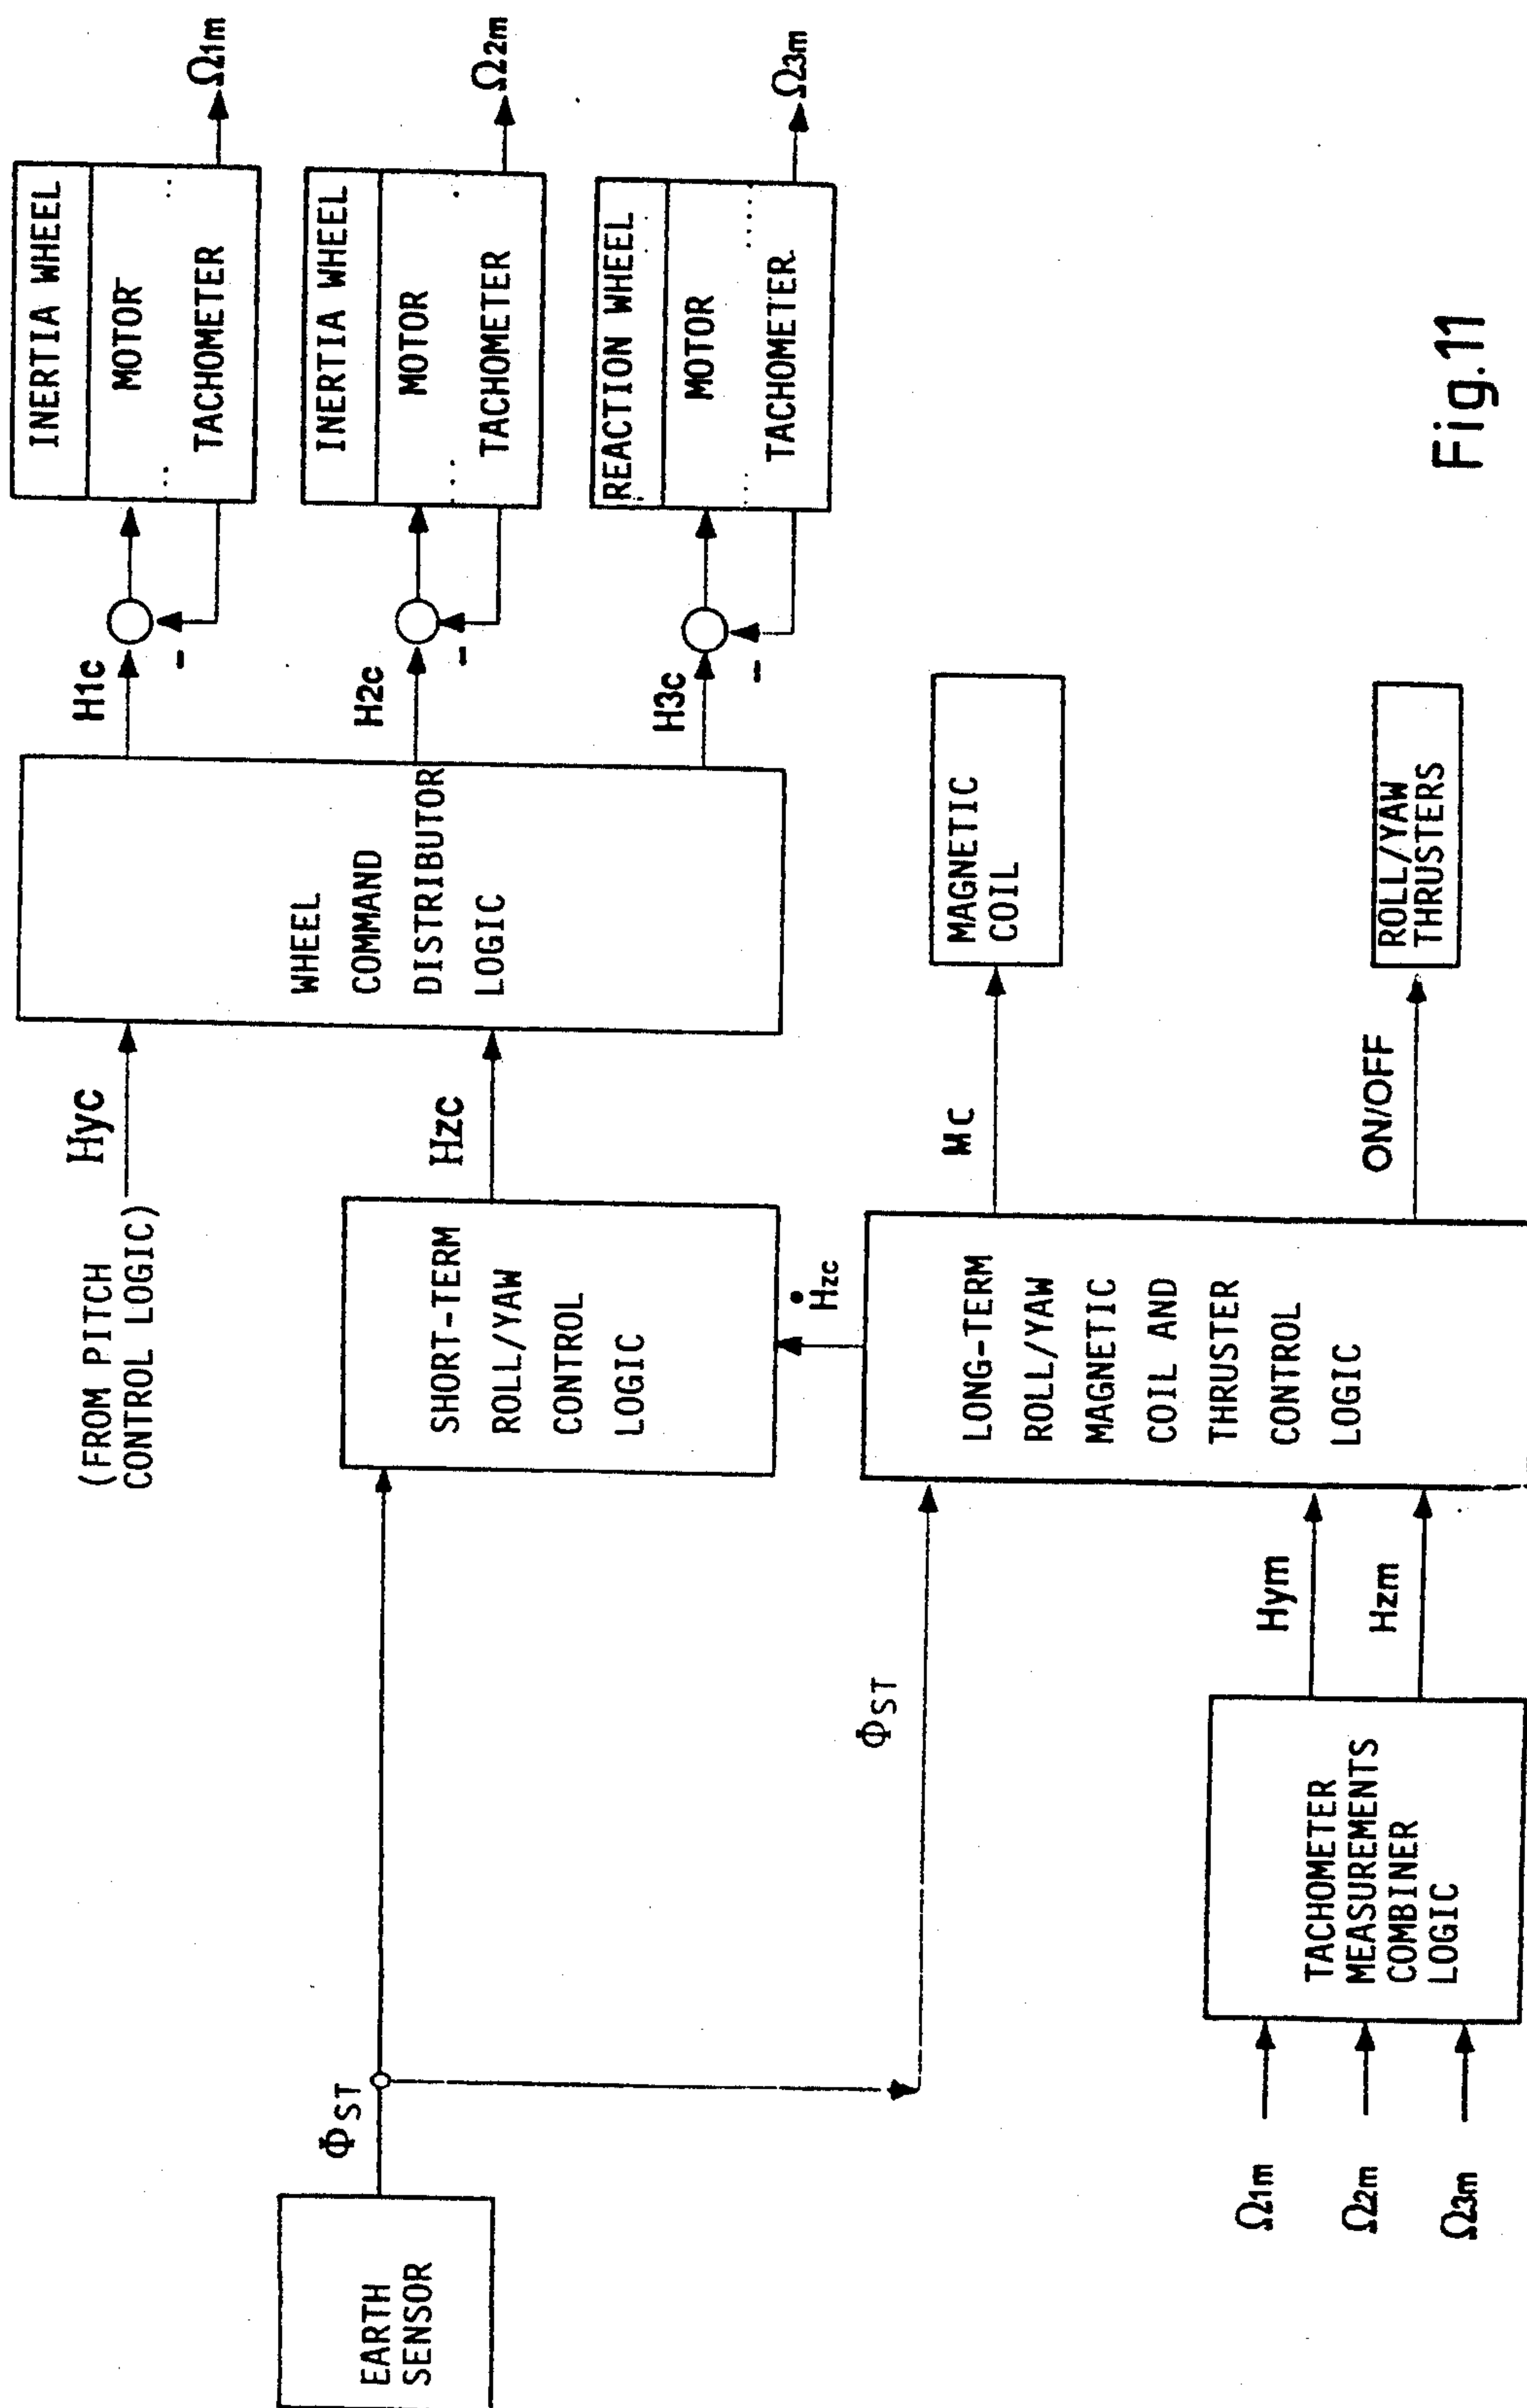 EARTH
SENSOR
ΦST
(FROM PITCH
CONTROL LOGIC)
Hyc
SHORT-TERM
ROLL/YAW
CONTROL
LOGIC
Hzc
Ḣzc
WHEEL
COMMAND
DISTRIBUTOR
LOGIC
H1c
-
INERTIA WHEEL
MOTOR
TACHOMETER
Ω1m
H2c
-
INERTIA WHEEL
MOTOR
TACHOMETER
Ω2m
H3c
-
REACTION WHEEL
MOTOR
TACHOMETER
Ω3m
ΦST
LONG-TERM
ROLL/YAW
MAGNETIC
COIL AND
THRUSTER
CONTROL
LOGIC
MC
MAGNETIC
COIL
ON/OFF
ROLL/YAW
THRUSTERS
Ω1m
Ω2m
Ω3m
TACHOMETER
MEASUREMENTS
COMBINER
LOGIC
Hym
Hzm
Fig.11